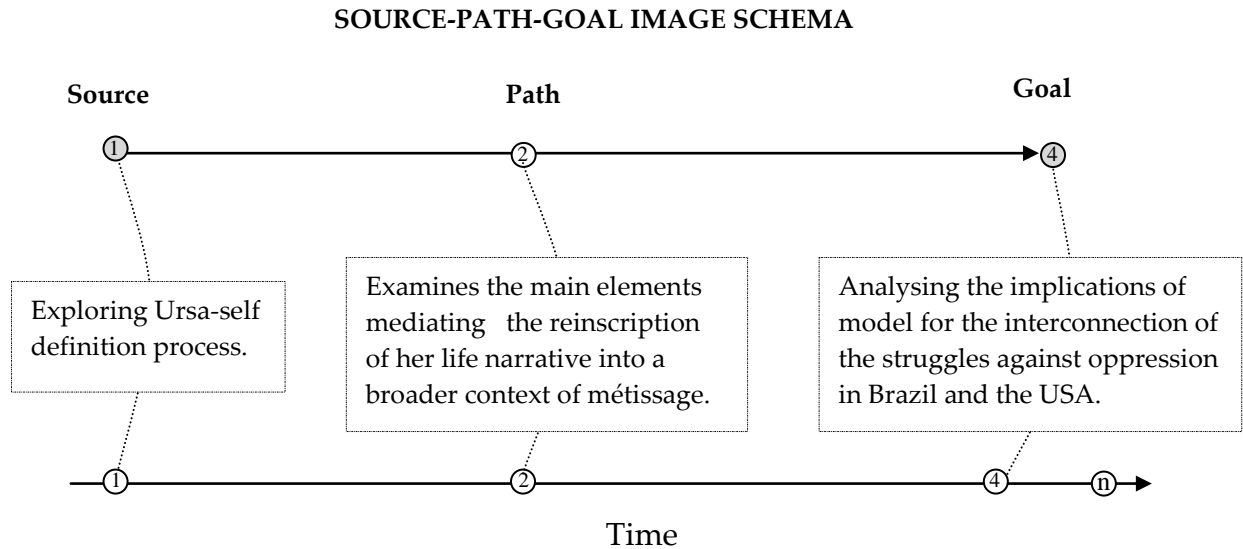 SOURCE-PATH-GOAL IMAGE SCHEMA
Source
Path
Goal
1
2
4
Exploring Ursa-self
definition process.
Examines the main elements
mediating the reinscription
of her life narrative into a
broader context of métissage.
Analysing the implications of
model for the interconnection of
the struggles against oppression
in Brazil and the USA.
1
2
4
n
Time